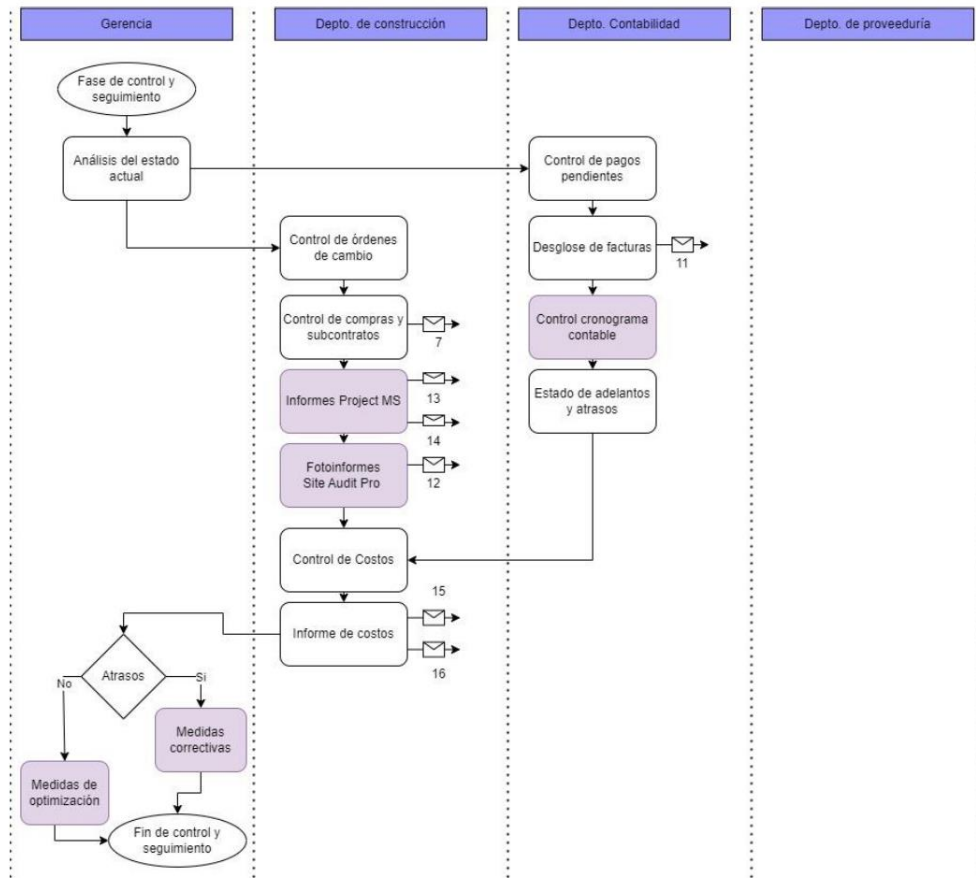 Gerencia
Depto. de construcción
Depto. Contabilidad
Depto. de proveeduría
Fase de control y
seguimiento
Análisis del estado
actual
Control de pagos
pendientes
Control de órdenes
de cambio
Desglose de facturas
11
Control de compras y
subcontratos
7
Control cronograma
contable
Informes Project MS
13
14
Estado de adelantos
y atrasos
Fotoinformes
Site Audit Pro
12
Control de Costos
15
Informe de costos
16
Atrasos
No
Si
Medidas
correctivas
Medidas de
optimización
Fin de control y
seguimiento